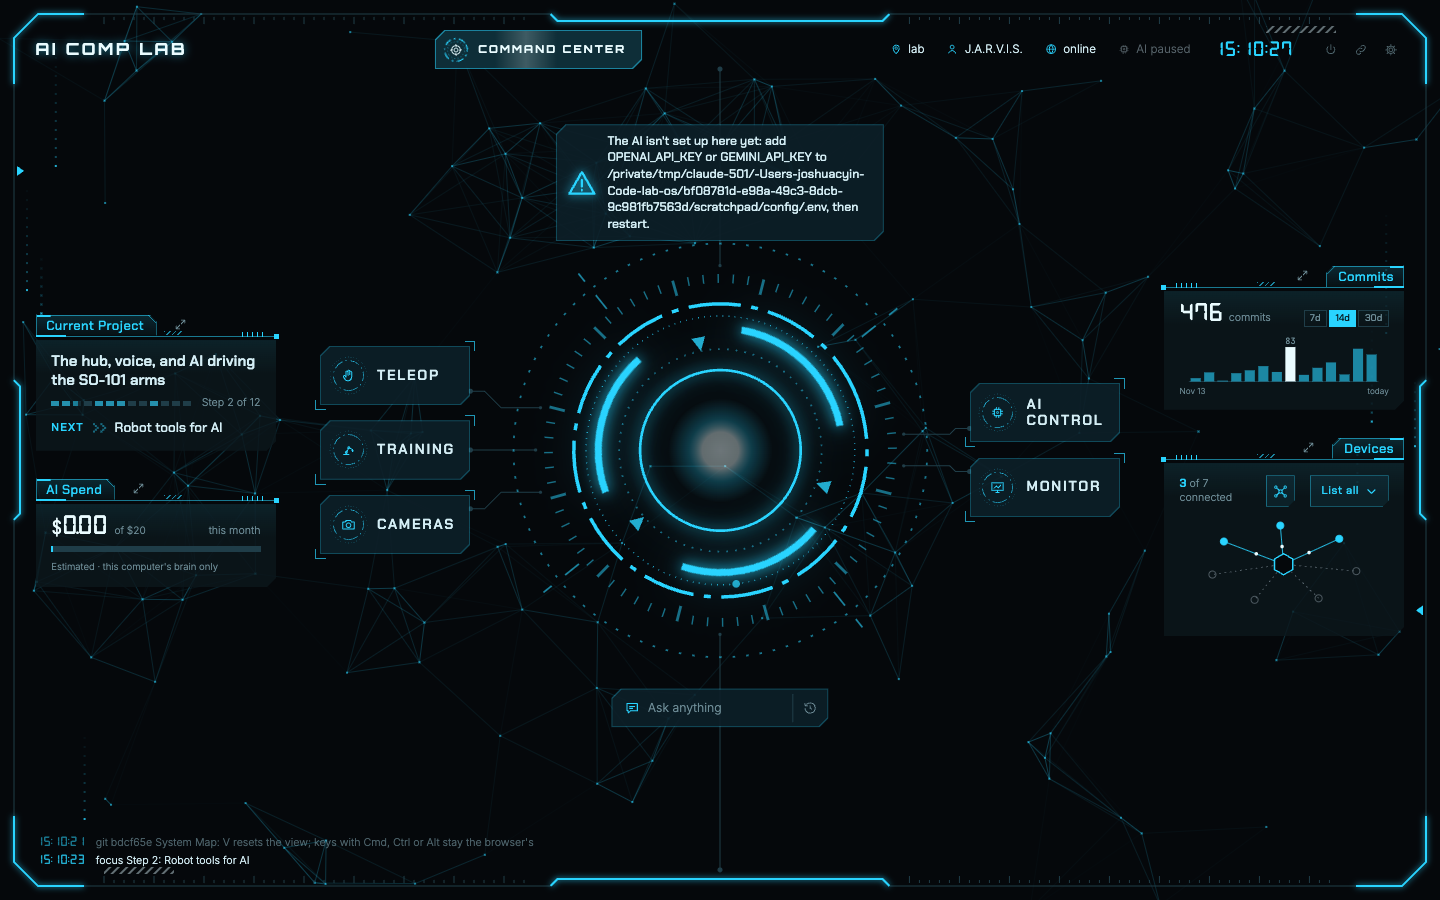 AI COMP LAB
COMMAND CENTER
lab
J.A.R.V.I.S.
online
AI paused
15:10:27
The AI isn't set up here yet: add
OPENAI_API_KEY or GEMINI_API_KEY to
/private/tmp/claude-501/-Users-joshuacyin-
Code-lab-os/bf08781d-e98a-49c3-8dcb-
9c981fb7563d/scratchpad/config/.env, then
restart.
Current Project
The hub, voice, and AI driving
the SO-101 arms
Step 2 of 12
NEXT Robot tools for AI
AI Spend
$0.00 of $20 this month
Estimated · this computer's brain only
TELEOP
TRAINING
CAMERAS
AI
CONTROL
MONITOR
Commits
476 commits
7d 14d 30d
83
Nov 13 today
Devices
3 of 7
connected
List all
Ask anything
15:10:21 git bdcf65e System Map: V resets the view; keys with Cmd, Ctrl or Alt stay the browser's
15:10:23 focus Step 2: Robot tools for AI